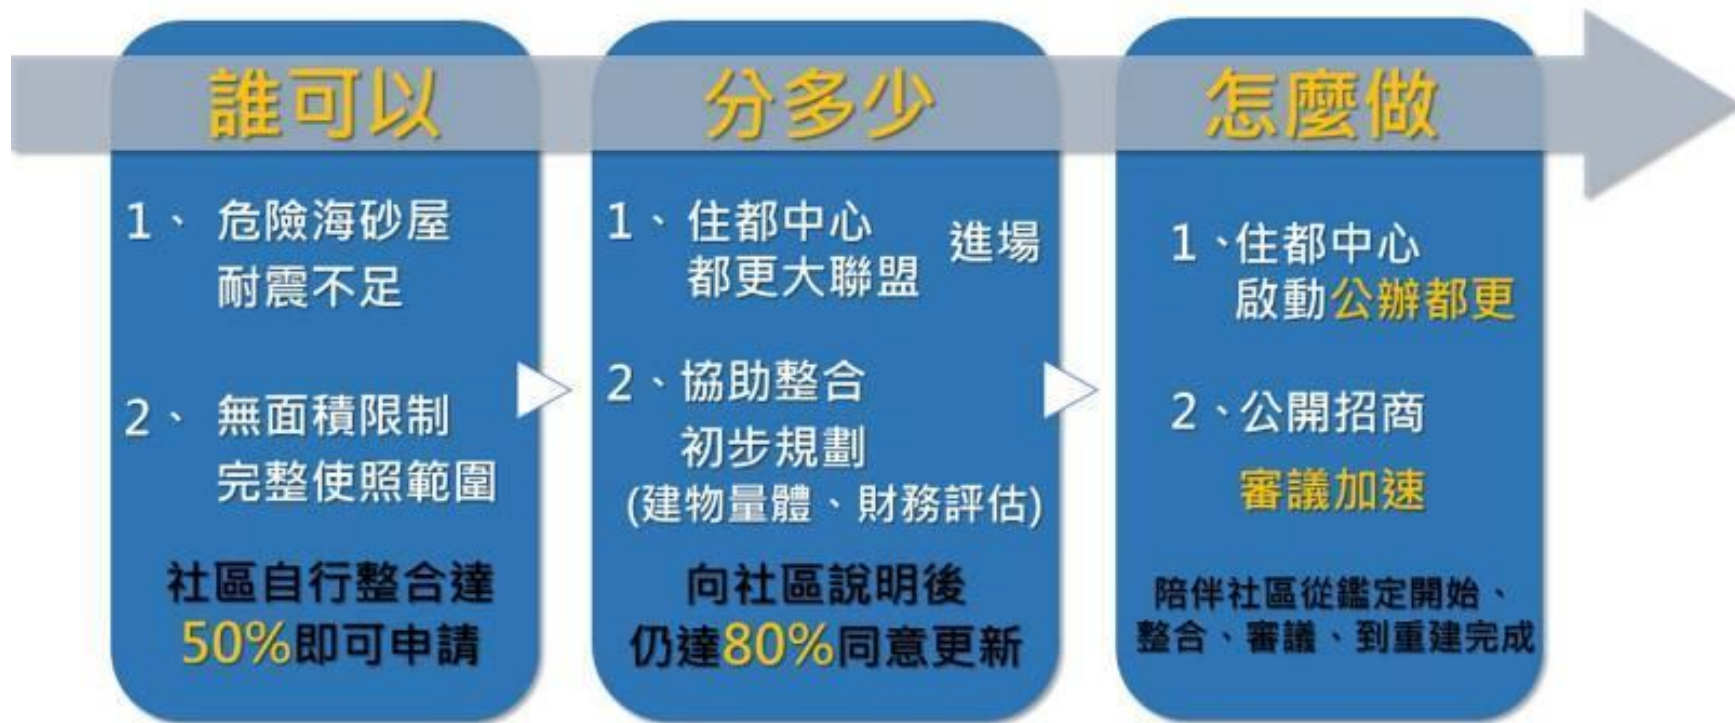 誰可以
1、危險海砂屋
耐震不足
2、無面積限制
完整使照範圍
社區自行整合達
50%即可申請
分多少
1、住都中心
都更大聯盟
進場
2、協助整合
初步規劃
(建物量體、財務評估)
向社區說明後
仍達80%同意更新
怎麼做
1、住都中心
啟動公辦都更
2、公開招商
審議加速
陪伴社區從鑑定開始、
整合、審議、到重建完成